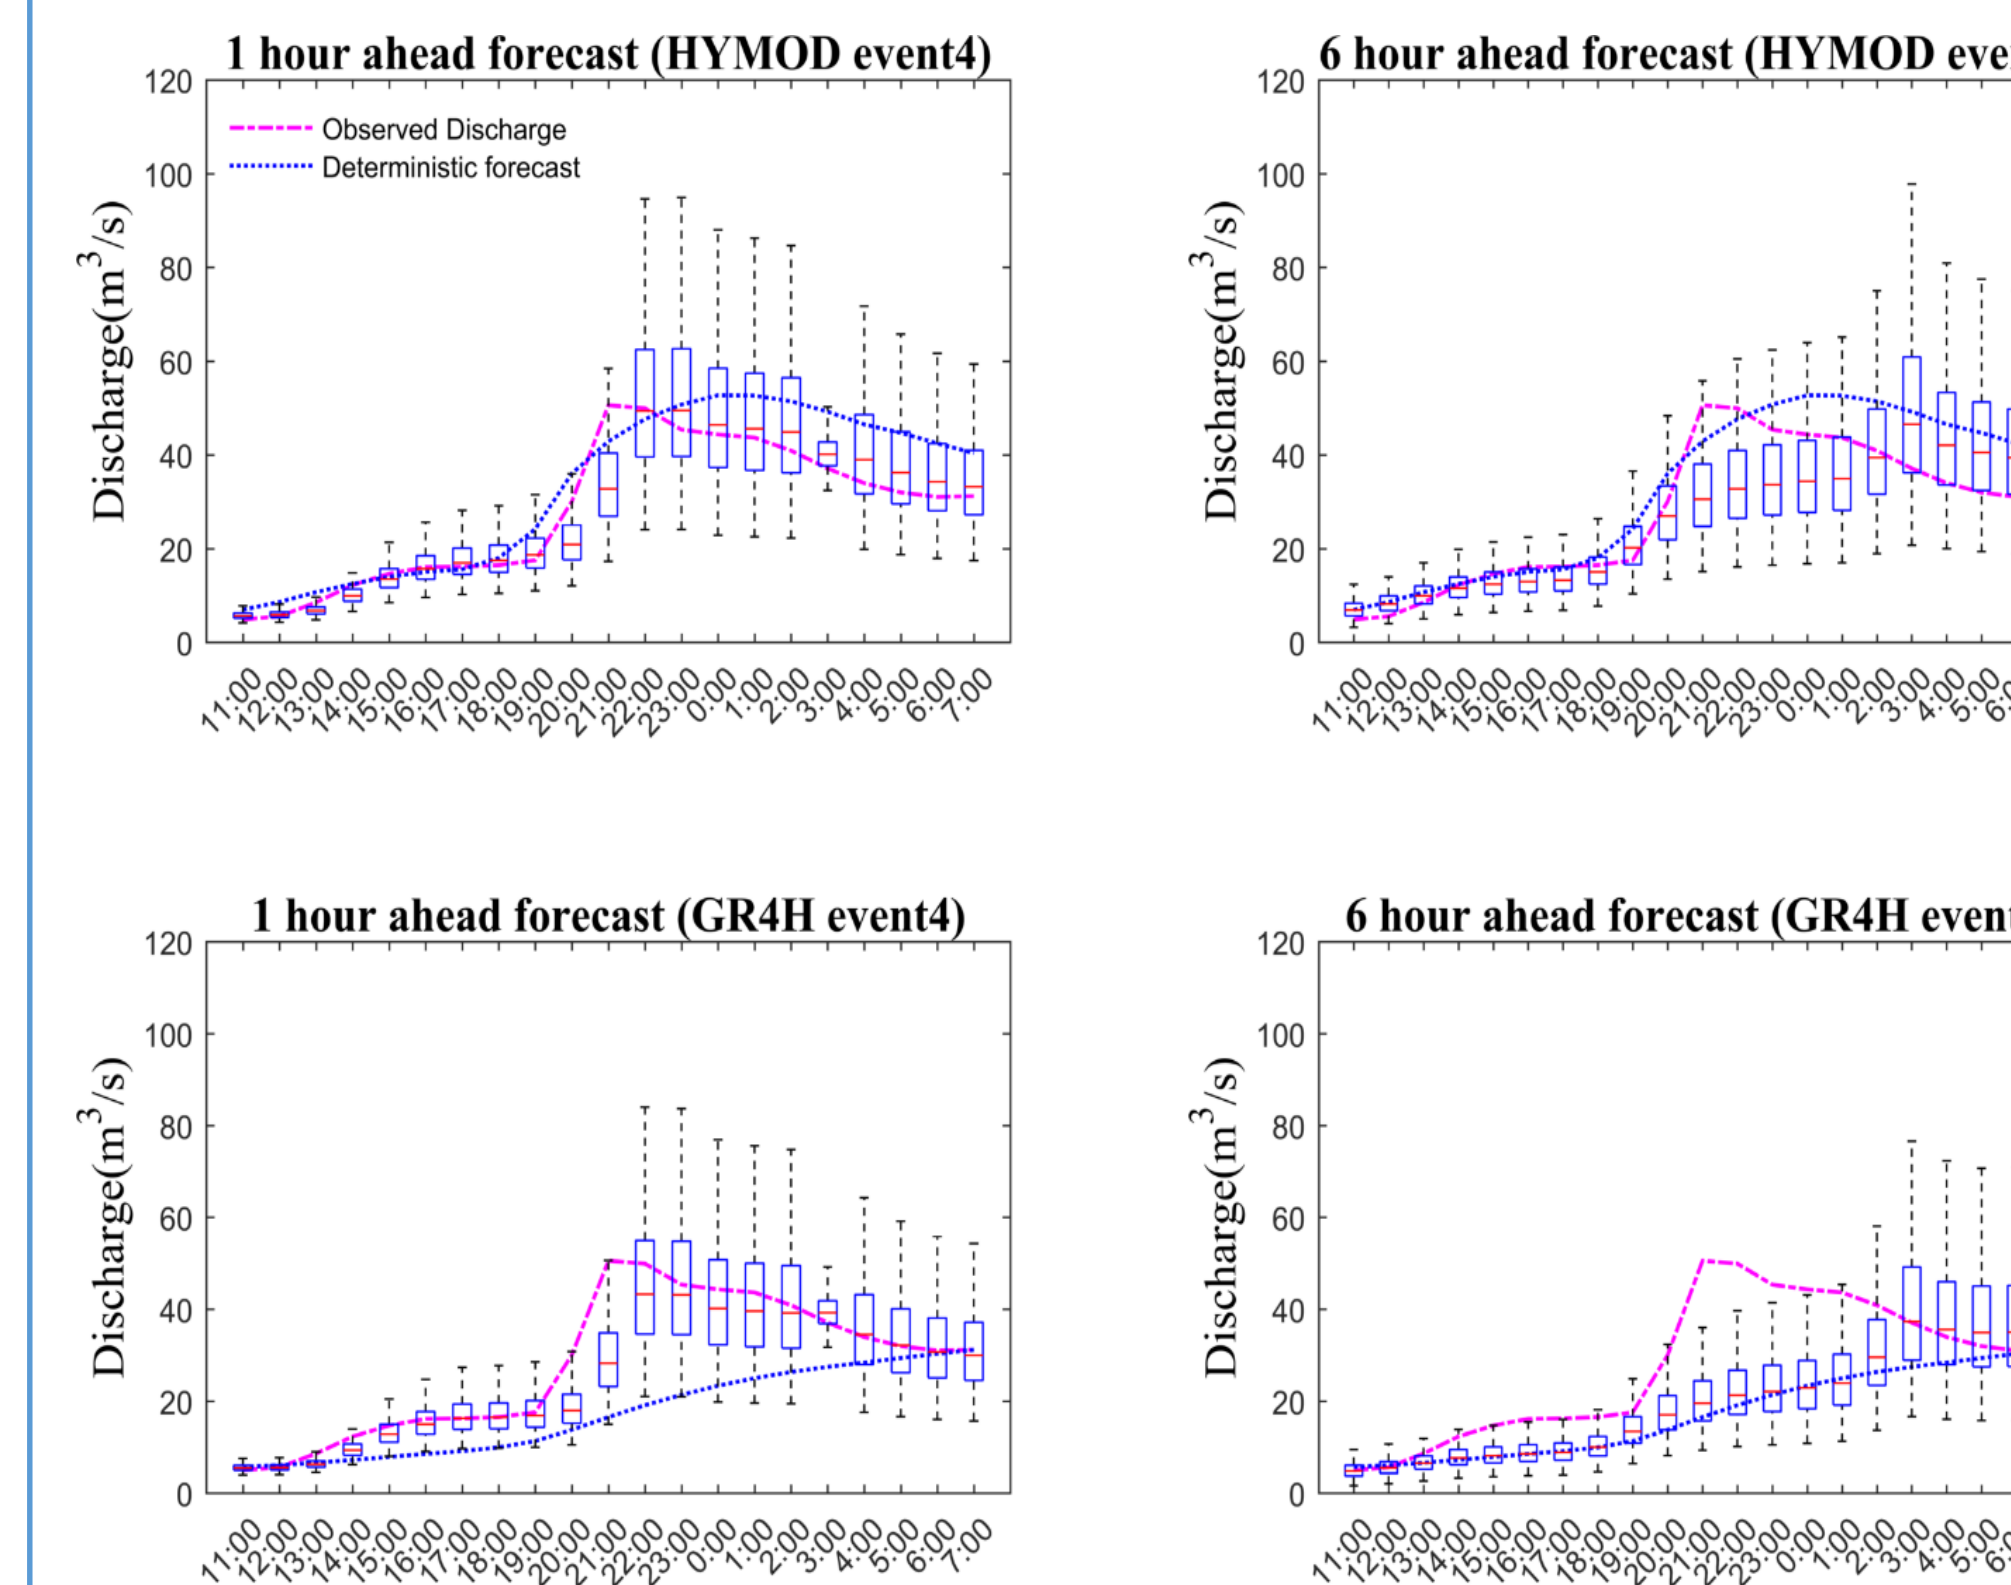 1 hour ahead forecast (HYMOD event4)
120
100
80
60
40
20
0
Discharge(m³/s)
Observed Discharge
Deterministic forecast
11:00 12:00 13:00 14:00 15:00 16:00 17:00 18:00 19:00 20:00 21:00 22:00 23:00 0:00 1:00 2:00 3:00 4:00 5:00 6:00 7:00
6 hour ahead forecast (HYMOD eve
120
100
80
60
40
20
0
Discharge(m³/s)
11:00 12:00 13:00 14:00 15:00 16:00 17:00 18:00 19:00 20:00 21:00 22:00 23:00 0:00 1:00 2:00 3:00 4:00 5:00 6:0
1 hour ahead forecast (GR4H event4)
120
100
80
60
40
20
0
Discharge(m³/s)
11:00 12:00 13:00 14:00 15:00 16:00 17:00 18:00 19:00 20:00 21:00 22:00 23:00 0:00 1:00 2:00 3:00 4:00 5:00 6:00 7:00
6 hour ahead forecast (GR4H event
120
100
80
60
40
20
0
Discharge(m³/s)
11:00 12:00 13:00 14:00 15:00 16:00 17:00 18:00 19:00 20:00 21:00 22:00 23:00 0:00 1:00 2:00 3:00 4:00 5:00 6:0